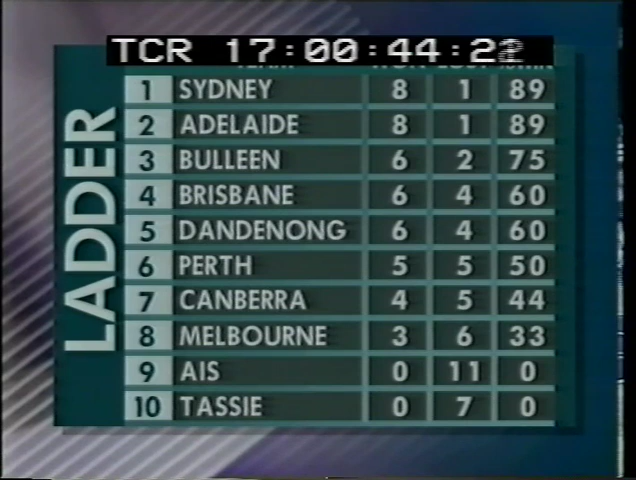 TCR 17:00:44:22
LADDER
1 SYDNEY 8 1 89
2 ADELAIDE 8 1 89
3 BULLEEN 6 2 75
4 BRISBANE 6 4 60
5 DANDENONG 6 4 60
6 PERTH 5 5 50
7 CANBERRA 4 5 44
8 MELBOURNE 3 6 33
9 AIS 0 11 0
10 TASSIE 0 7 0